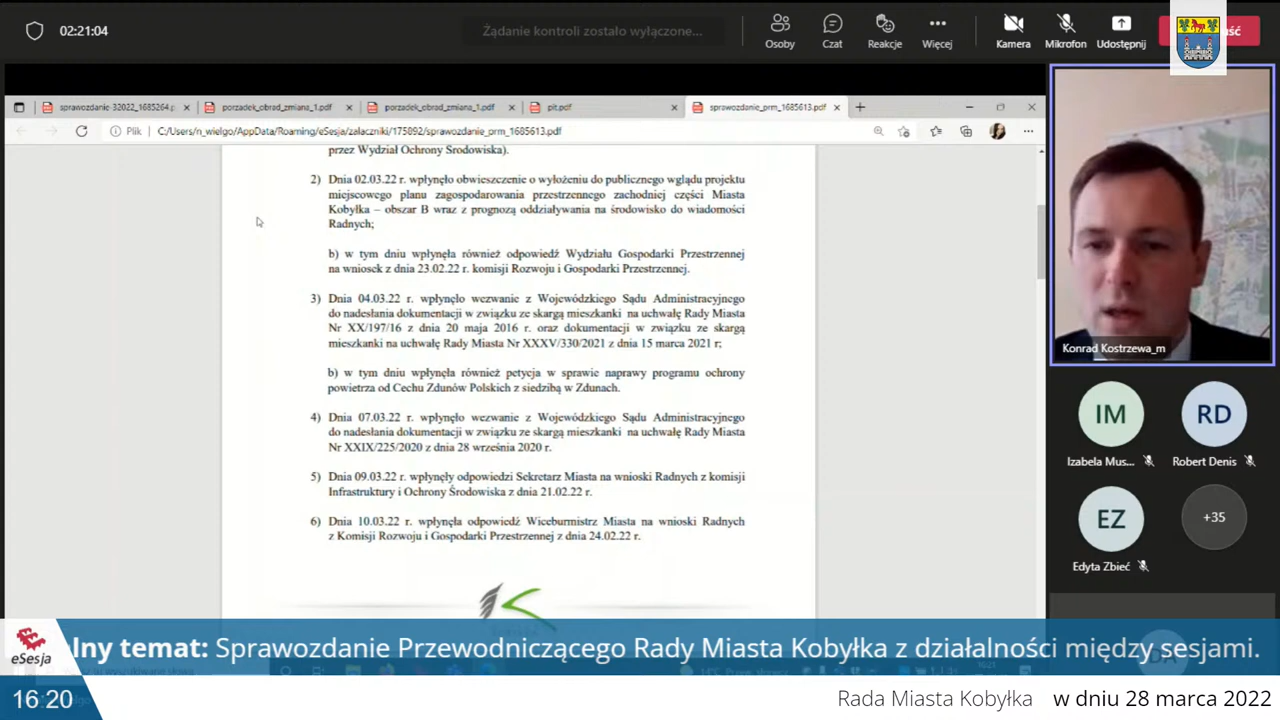 02:21:04
Żądanie kontroli zostało wyłączone...
Osoby
Czat
Reakcje
Więcej
Kamera
Mikrofon
Udostępnij
sprawozdanie-32022_1685264.p
porzadek_obrad_zmiana_1.pdf
porzadek_obrad_zmiana_1.pdf
pit.pdf
sprawozdanie_prm_1685613.pdf
Plik
C:/Users/n_wielgo/AppData/Roaming/eSesja/zalaczniki/175892/sprawozdanie_prm_1685613.pdf
przez Wydział Ochrony Środowiska).
2) Dnia 02.03.22 r. wpłynęło obwieszczenie o wyłożeniu do publicznego wglądu projektu
miejscowego planu zagospodarowania przestrzennego zachodniej części Miasta
Kobyłka – obszar B wraz z prognozą oddziaływania na środowisko do wiadomości
Radnych;
b) w tym dniu wpłynęła również odpowiedź Wydziału Gospodarki Przestrzennej
na wniosek z dnia 23.02.22 r. komisji Rozwoju i Gospodarki Przestrzennej.
3) Dnia 04.03.22 r. wpłynęło wezwanie z Wojewódzkiego Sądu Administracyjnego
do nadesłania dokumentacji w związku ze skargą mieszkanki na uchwałę Rady Miasta
Nr XX/197/16 z dnia 20 maja 2016 r. oraz dokumentacji w związku ze skargą
mieszkanki na uchwałę Rady Miasta Nr XXXV/330/2021 z dnia 15 marca 2021 r;
b) w tym dniu wpłynęła również petycja w sprawie naprawy programu ochrony
powietrza od Cechu Zdunów Polskich z siedzibą w Zdunach.
4) Dnia 07.03.22 r. wpłynęło wezwanie z Wojewódzkiego Sądu Administracyjnego
do nadesłania dokumentacji w związku ze skargą mieszkanki na uchwałę Rady Miasta
Nr XXIX/225/2020 z dnia 28 września 2020 r.
5) Dnia 09.03.22 r. wpłynęły odpowiedzi Sekretarz Miasta na wnioski Radnych z komisji
Infrastruktury i Ochrony Środowiska z dnia 21.02.22 r.
6) Dnia 10.03.22 r. wpłynęła odpowiedź Wiceburmistrz Miasta na wnioski Radnych
z Komisji Rozwoju i Gospodarki Przestrzennej z dnia 24.02.22 r.
Konrad Kostrzewa_m
IM
RD
Izabela Mus...
Robert Denis
EZ
+35
Edyta Zbieć
eSesja
lny temat: Sprawozdanie Przewodniczącego Rady Miasta Kobyłka z działalności między sesjami.
16:20
Rada Miasta Kobyłka w dniu 28 marca 2022